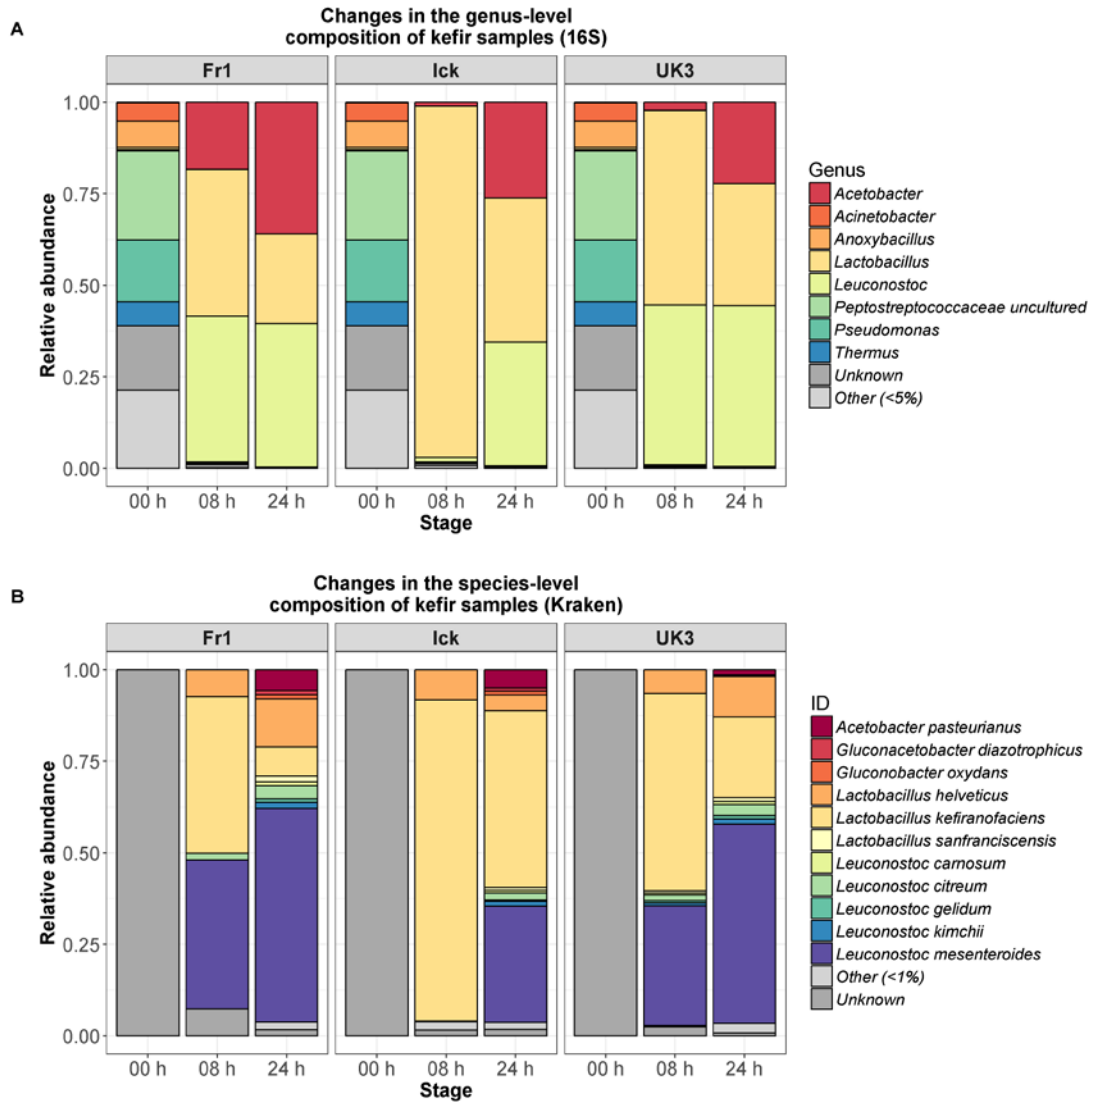 A
Changes in the genus-level
composition of kefir samples (16S)
Fr1
Ick
UK3
1.00
0.75
0.50
0.25
0.00
Relative abundance
00 h
08 h
24 h
00 h
08 h
24 h
00 h
08 h
24 h
Stage
Genus
Acetobacter
Acinetobacter
Anoxybacillus
Lactobacillus
Leuconostoc
Peptostreptococcaceae uncultured
Pseudomonas
Thermus
Unknown
Other (<5%)
B
Changes in the species-level
composition of kefir samples (Kraken)
Fr1
Ick
UK3
1.00
0.75
0.50
0.25
0.00
Relative abundance
00 h
08 h
24 h
00 h
08 h
24 h
00 h
08 h
24 h
Stage
ID
Acetobacter pasteurianus
Gluconacetobacter diazotrophicus
Gluconobacter oxydans
Lactobacillus helveticus
Lactobacillus kefiranofaciens
Lactobacillus sanfranciscensis
Leuconostoc carnosum
Leuconostoc citreum
Leuconostoc gelidum
Leuconostoc kimchii
Leuconostoc mesenteroides
Other (<1%)
Unknown